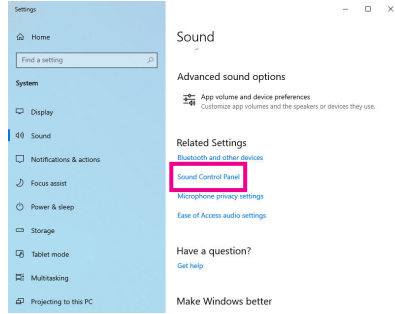 Settings
Home
Find a setting
System
Display
Sound
Notifications & actions
Focus assist
Power & sleep
Storage
Tablet mode
Multitasking
Projecting to this PC
Sound
Advanced sound options
App volume and device preferences
Customize app volumes and the speakers or devices they use.
Related Settings
Bluetooth and other devices
Sound Control Panel
Microphone privacy settings
Ease of Access audio settings
Have a question?
Get help
Make Windows better